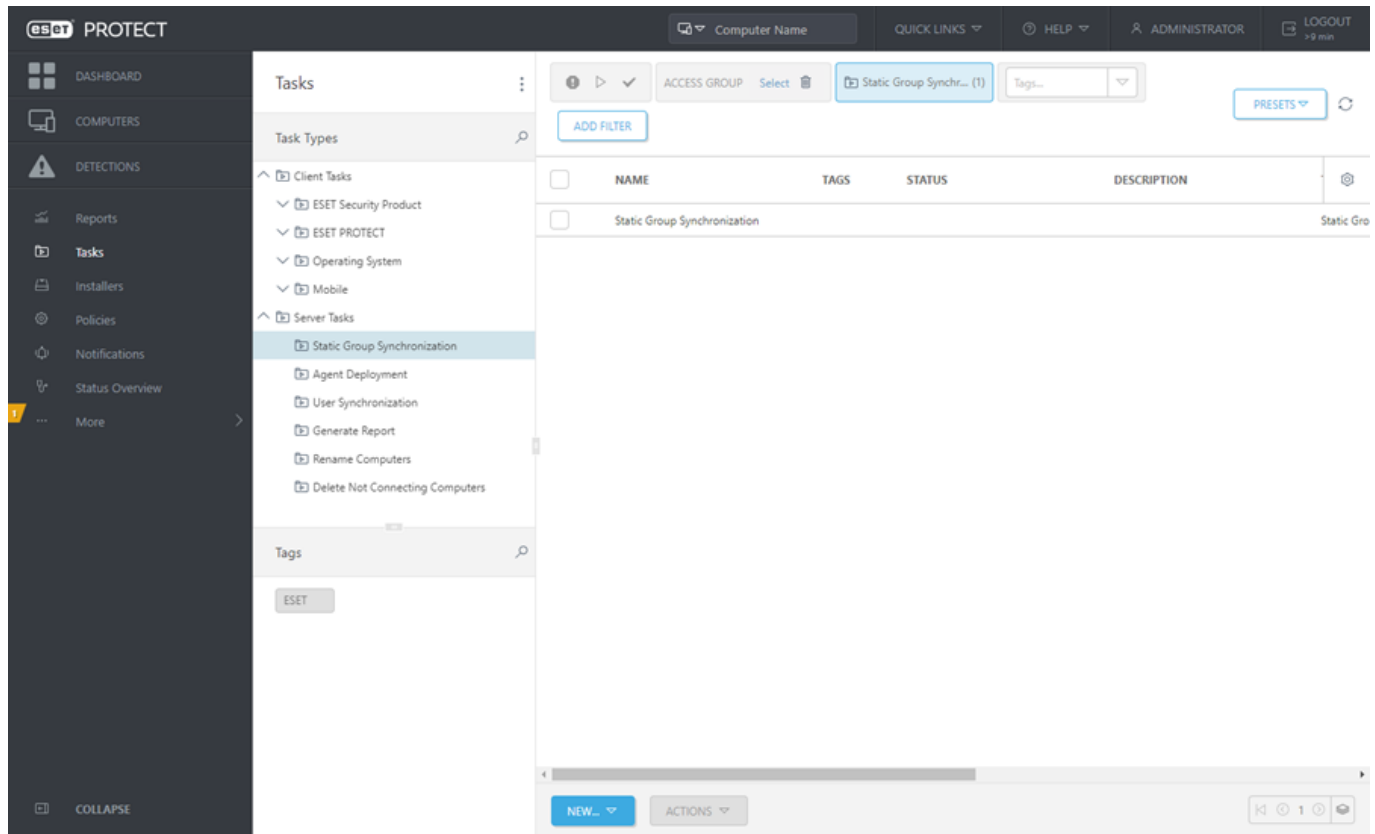 eset PROTECT
Computer Name
QUICK LINKS
HELP
ADMINISTRATOR
LOGOUT
>9 min
DASHBOARD
COMPUTERS
DETECTIONS
Reports
Tasks
Installers
Policies
Notifications
Status Overview
1
More
COLLAPSE
Tasks
Task Types
Client Tasks
ESET Security Product
ESET PROTECT
Operating System
Mobile
Server Tasks
Static Group Synchronization
Agent Deployment
User Synchronization
Generate Report
Rename Computers
Delete Not Connecting Computers
Tags
ESET
ACCESS GROUP Select
Static Group Synchr... (1)
Tags...
PRESETS
ADD FILTER
NAME TAGS STATUS DESCRIPTION
Static Group Synchronization Static Gro
NEW...
ACTIONS
1